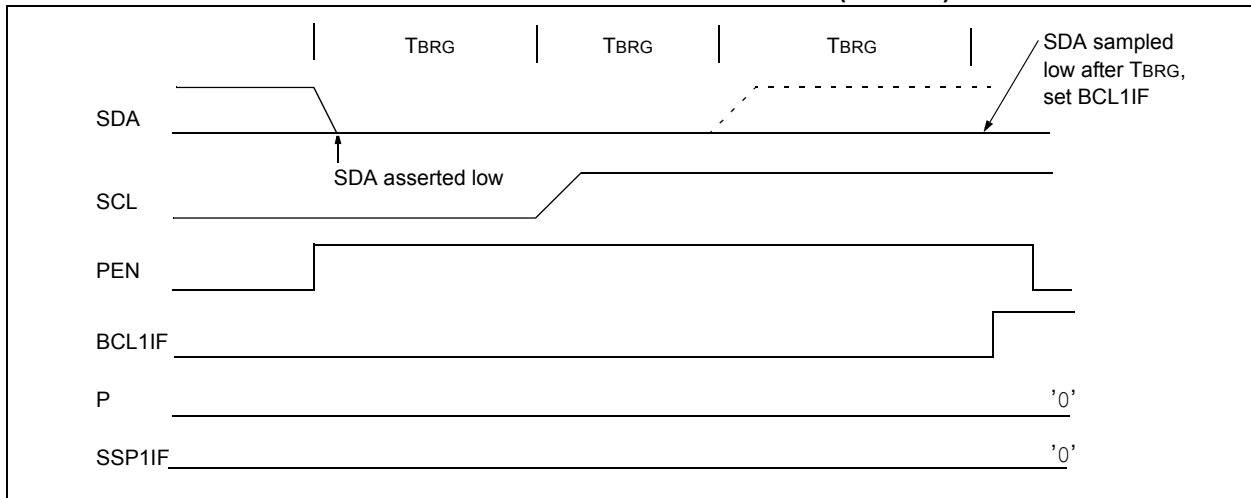 TBRG TBRG TBRG
SDA sampled
low after TBRG,
set BCL1IF
SDA
SDA asserted low
SCL
PEN
BCL1IF
P '0'
SSP1IF '0'